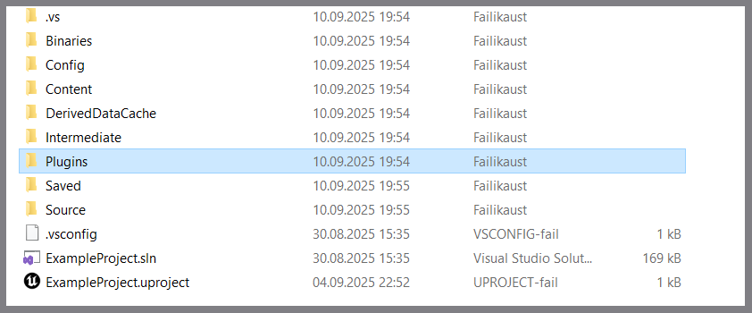 .vs 10.09.2025 19:54 Failikaust
Binaries 10.09.2025 19:54 Failikaust
Config 10.09.2025 19:54 Failikaust
Content 10.09.2025 19:54 Failikaust
DerivedDataCache 10.09.2025 19:54 Failikaust
Intermediate 10.09.2025 19:54 Failikaust
Plugins 10.09.2025 19:54 Failikaust
Saved 10.09.2025 19:55 Failikaust
Source 10.09.2025 19:55 Failikaust
.vsconfig 30.08.2025 15:35 VSCONFIG-fail 1 kB
ExampleProject.sln 30.08.2025 15:35 Visual Studio Solut... 169 kB
ExampleProject.uproject 04.09.2025 22:52 UPROJECT-fail 1 kB